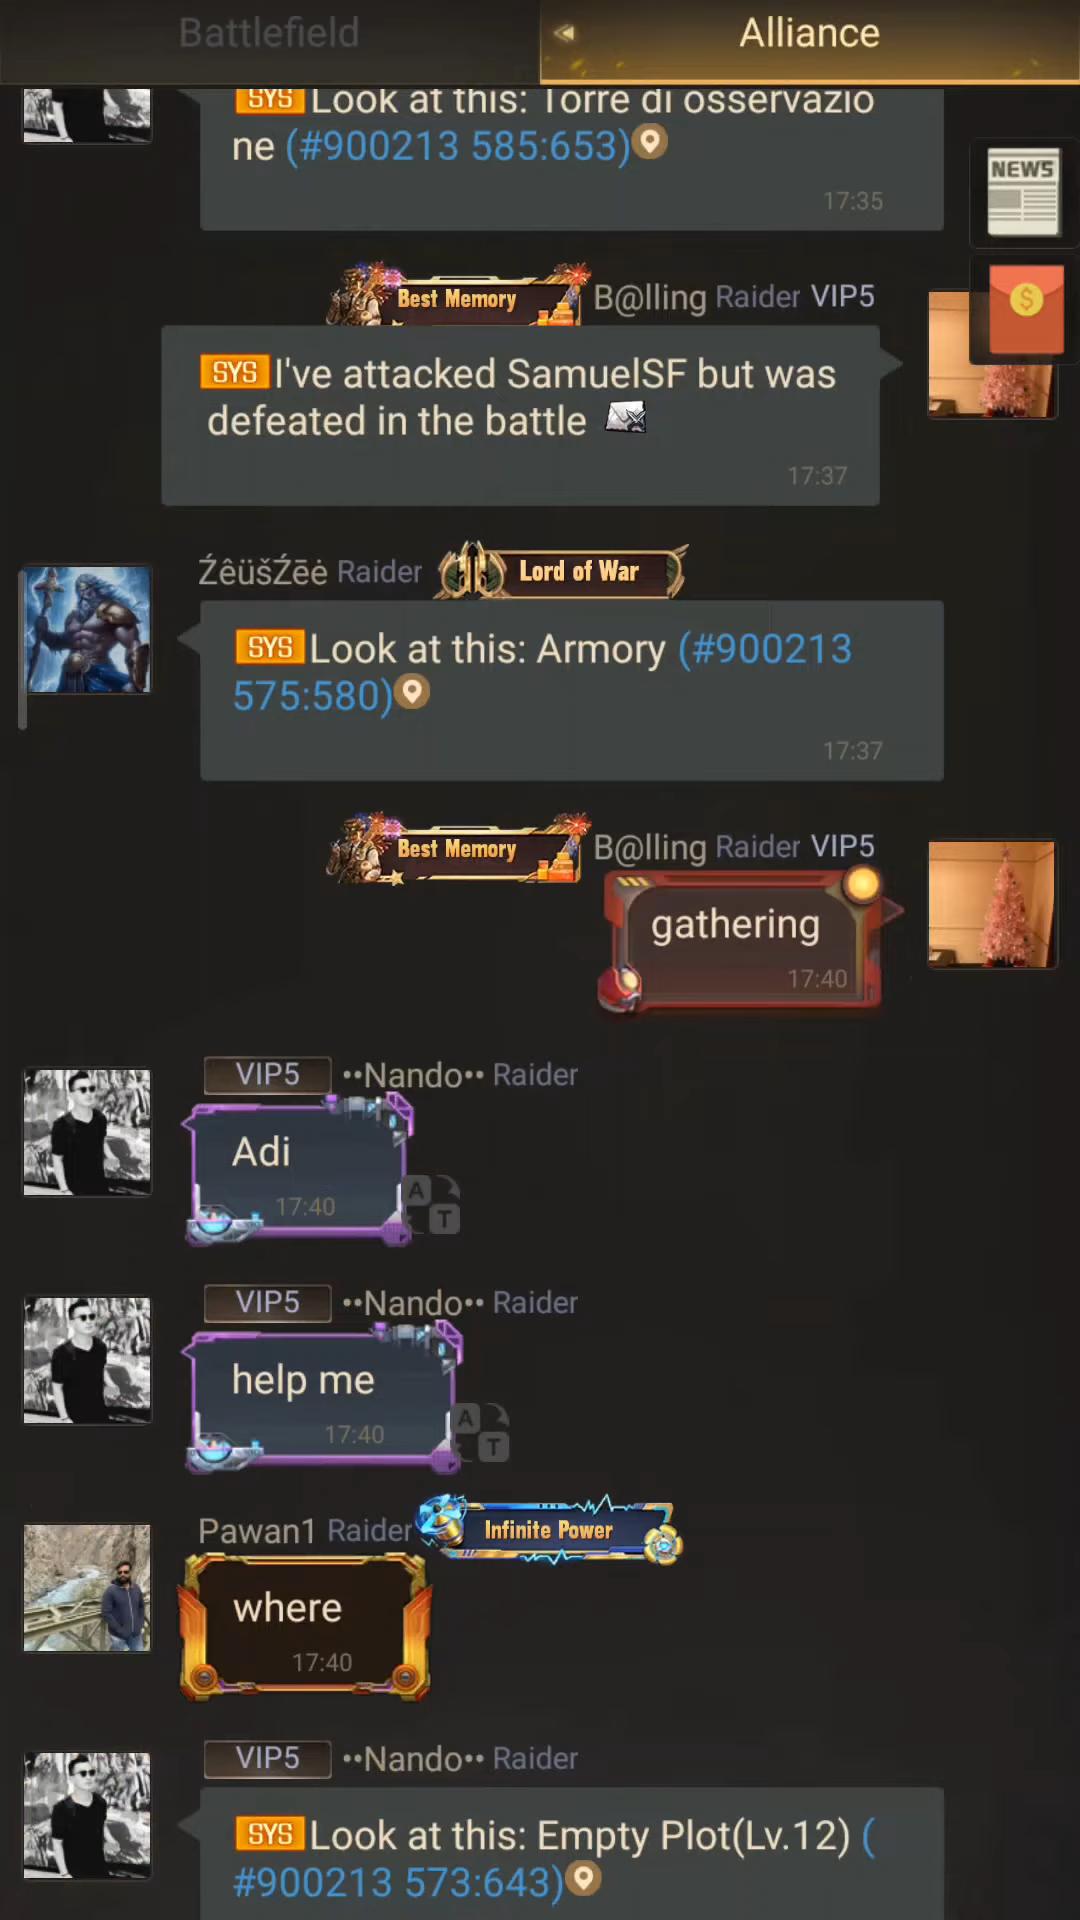 Battlefield
Alliance
SYS Look at this: Torre di osservazio
ne (#900213 585:653)
17:35
NEWS
$
Best Memory B@lling Raider VIP5
SYS I've attacked SamuelSF but was
defeated in the battle
17:37
ŹêüšŹēė Raider Lord of War
SYS Look at this: Armory (#900213
575:580)
17:37
Best Memory B@lling Raider VIP5
gathering
17:40
VIP5 ••Nando•• Raider
Adi
17:40
A
T
VIP5 ••Nando•• Raider
help me
17:40
A
T
Pawan1 Raider Infinite Power
where
17:40
VIP5 ••Nando•• Raider
SYS Look at this: Empty Plot(Lv.12) (
#900213 573:643)